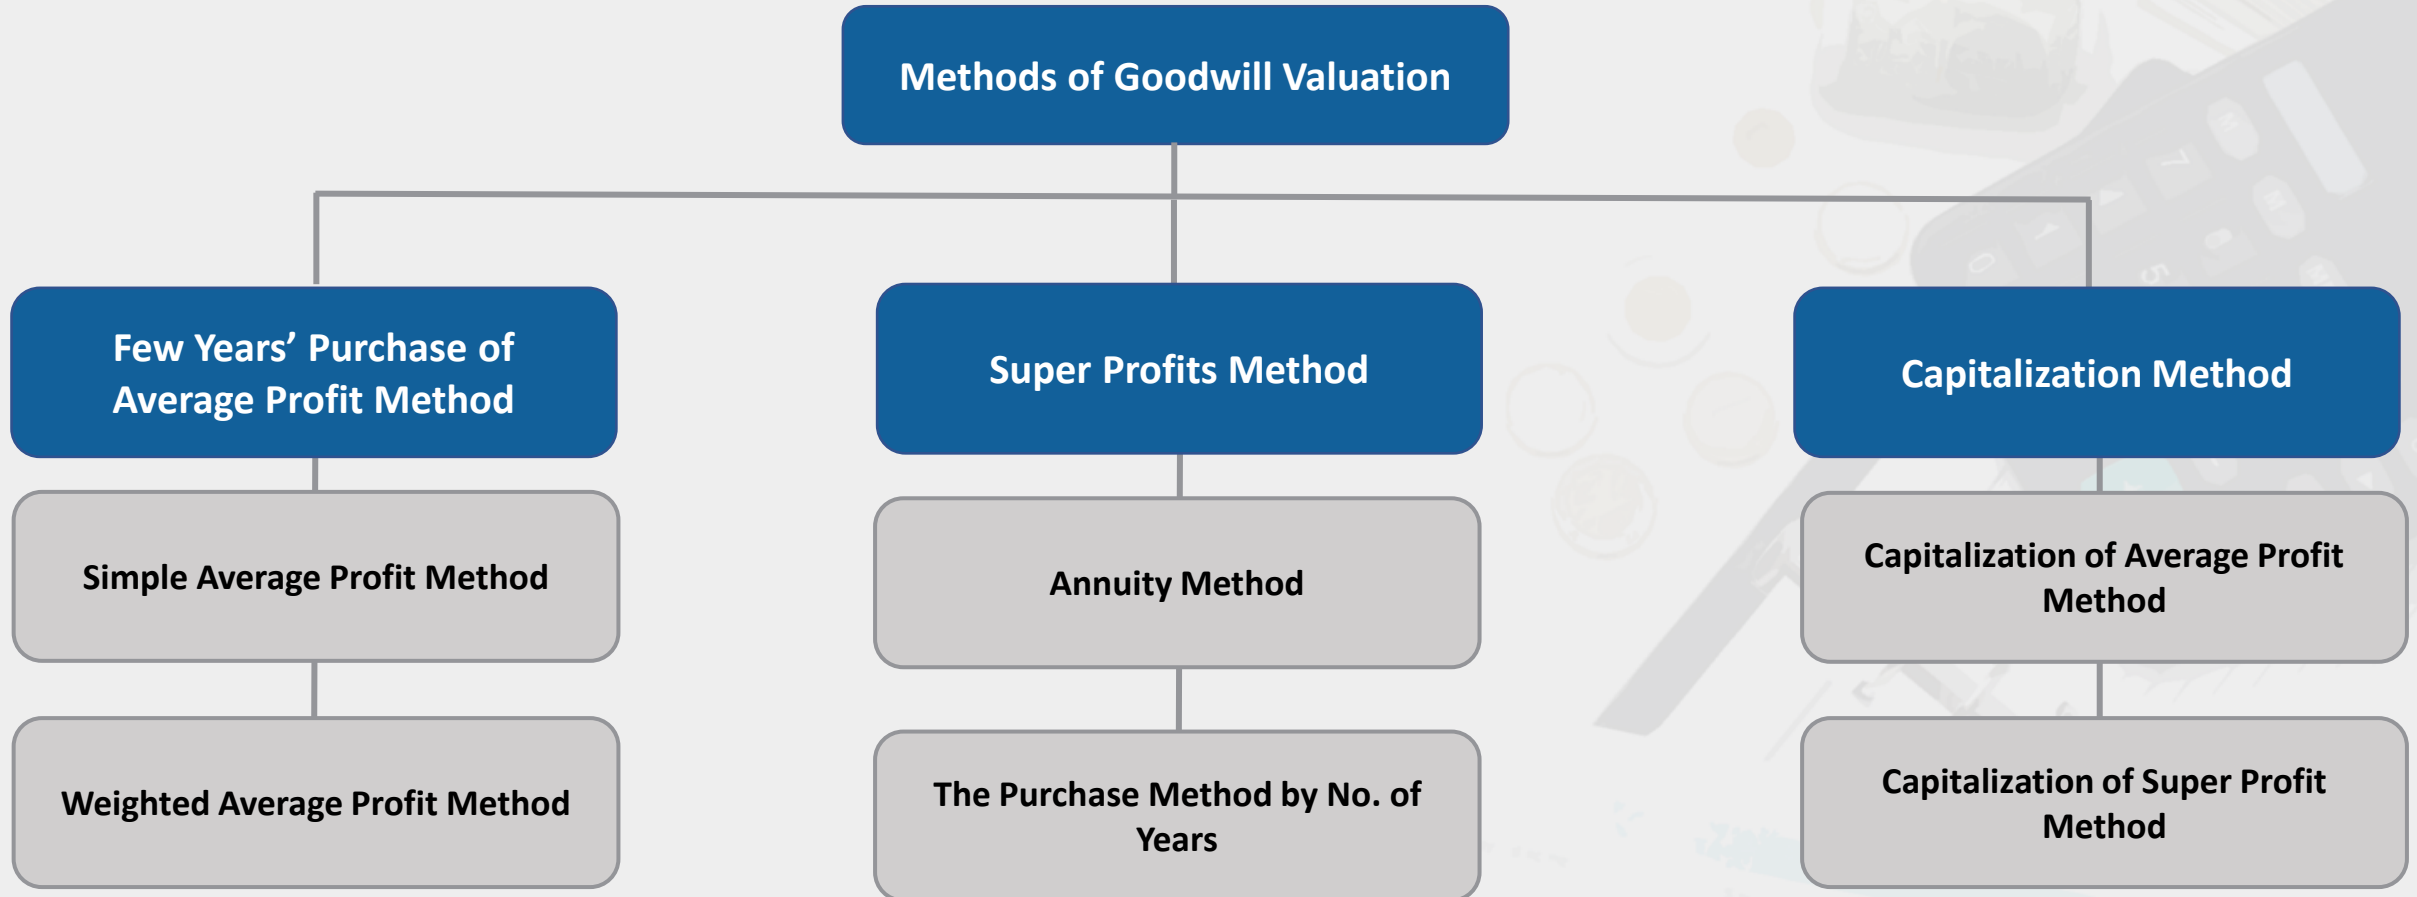 Methods of Goodwill Valuation
Few Years’ Purchase of
Average Profit Method
Super Profits Method
Capitalization Method
Simple Average Profit Method
Annuity Method
Capitalization of Average Profit
Method
Weighted Average Profit Method
The Purchase Method by No. of
Years
Capitalization of Super Profit
Method